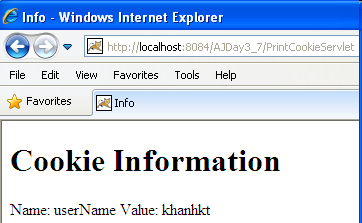 Info - Windows Internet Explorer
http://localhost:8084/AJDay3_7/PrintCookieServlet
File Edit View Favorites Tools Help
Favorites Info
Cookie Information
Name: userName Value: khanhkt